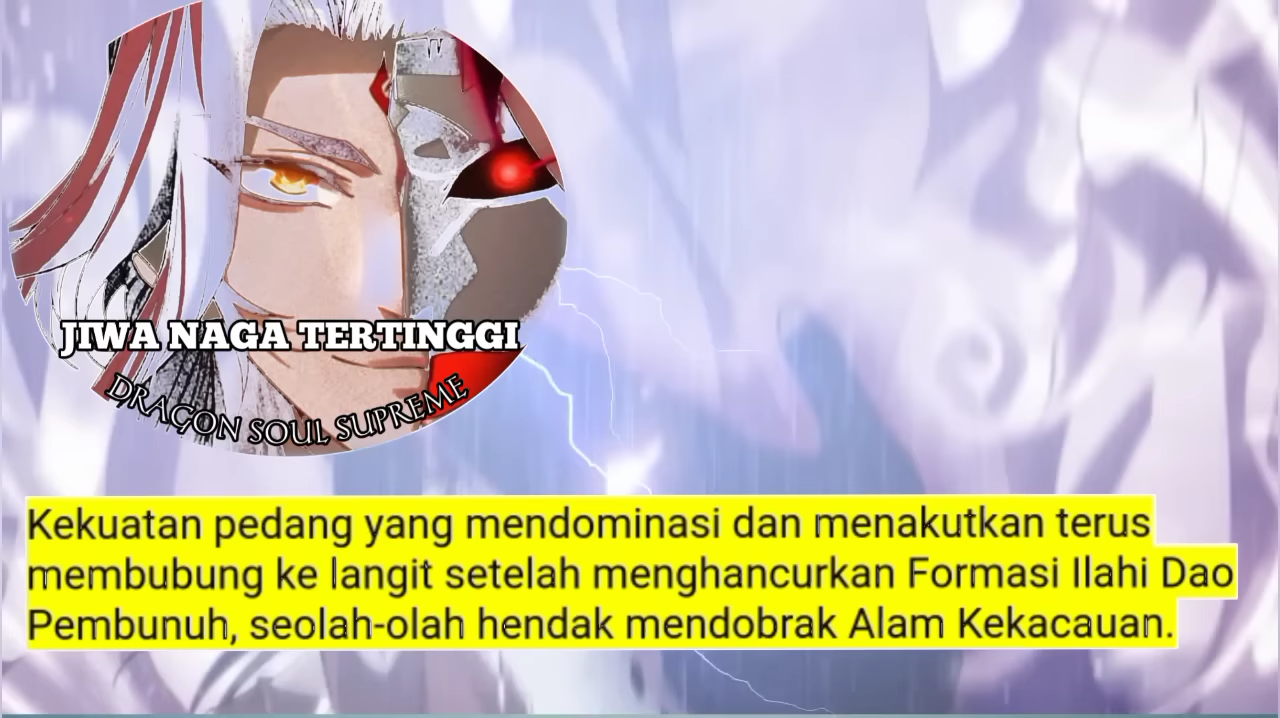 JIWA NAGA TERTINGGI
DRAGON SOUL SUPREME
Kekuatan pedang yang mendominasi dan menakutkan terus
membubung ke langit setelah menghancurkan Formasi Ilahi Dao
Pembunuh, seolah-olah hendak mendobrak Alam Kekacauan.